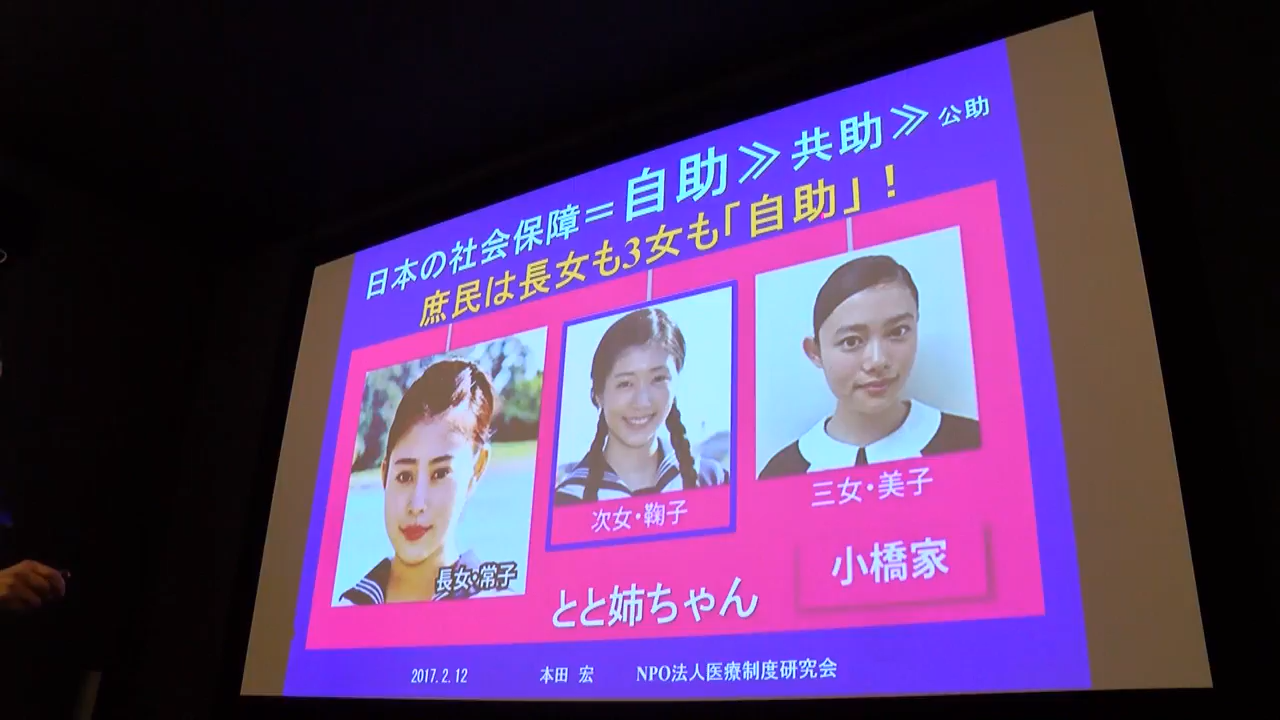 日本の社会保障＝自助≫共助≫公助
庶民は長女も3女も「自助」！
長女・常子
次女・鞠子
三女・美子
とと姉ちゃん
小橋家
2017. 2. 12 本田 宏 NPO法人医療制度研究会